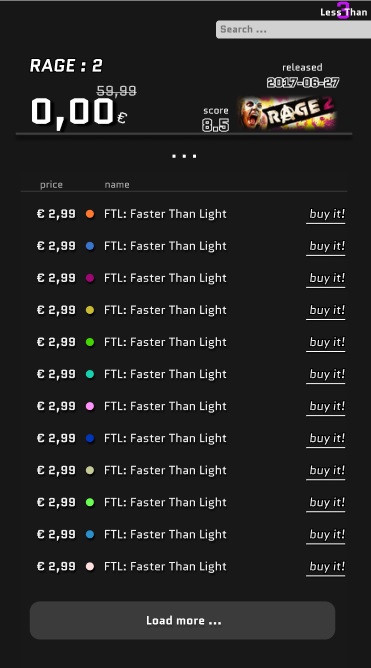 Less Than 3
Search ...
RAGE : 2
released
2017-06-27
59,99
0,00€
score
8.5
RAGE 2
...
price name
€ 2,99 FTL: Faster Than Light buy it!
€ 2,99 FTL: Faster Than Light buy it!
€ 2,99 FTL: Faster Than Light buy it!
€ 2,99 FTL: Faster Than Light buy it!
€ 2,99 FTL: Faster Than Light buy it!
€ 2,99 FTL: Faster Than Light buy it!
€ 2,99 FTL: Faster Than Light buy it!
€ 2,99 FTL: Faster Than Light buy it!
€ 2,99 FTL: Faster Than Light buy it!
€ 2,99 FTL: Faster Than Light buy it!
€ 2,99 FTL: Faster Than Light buy it!
€ 2,99 FTL: Faster Than Light buy it!
Load more ...